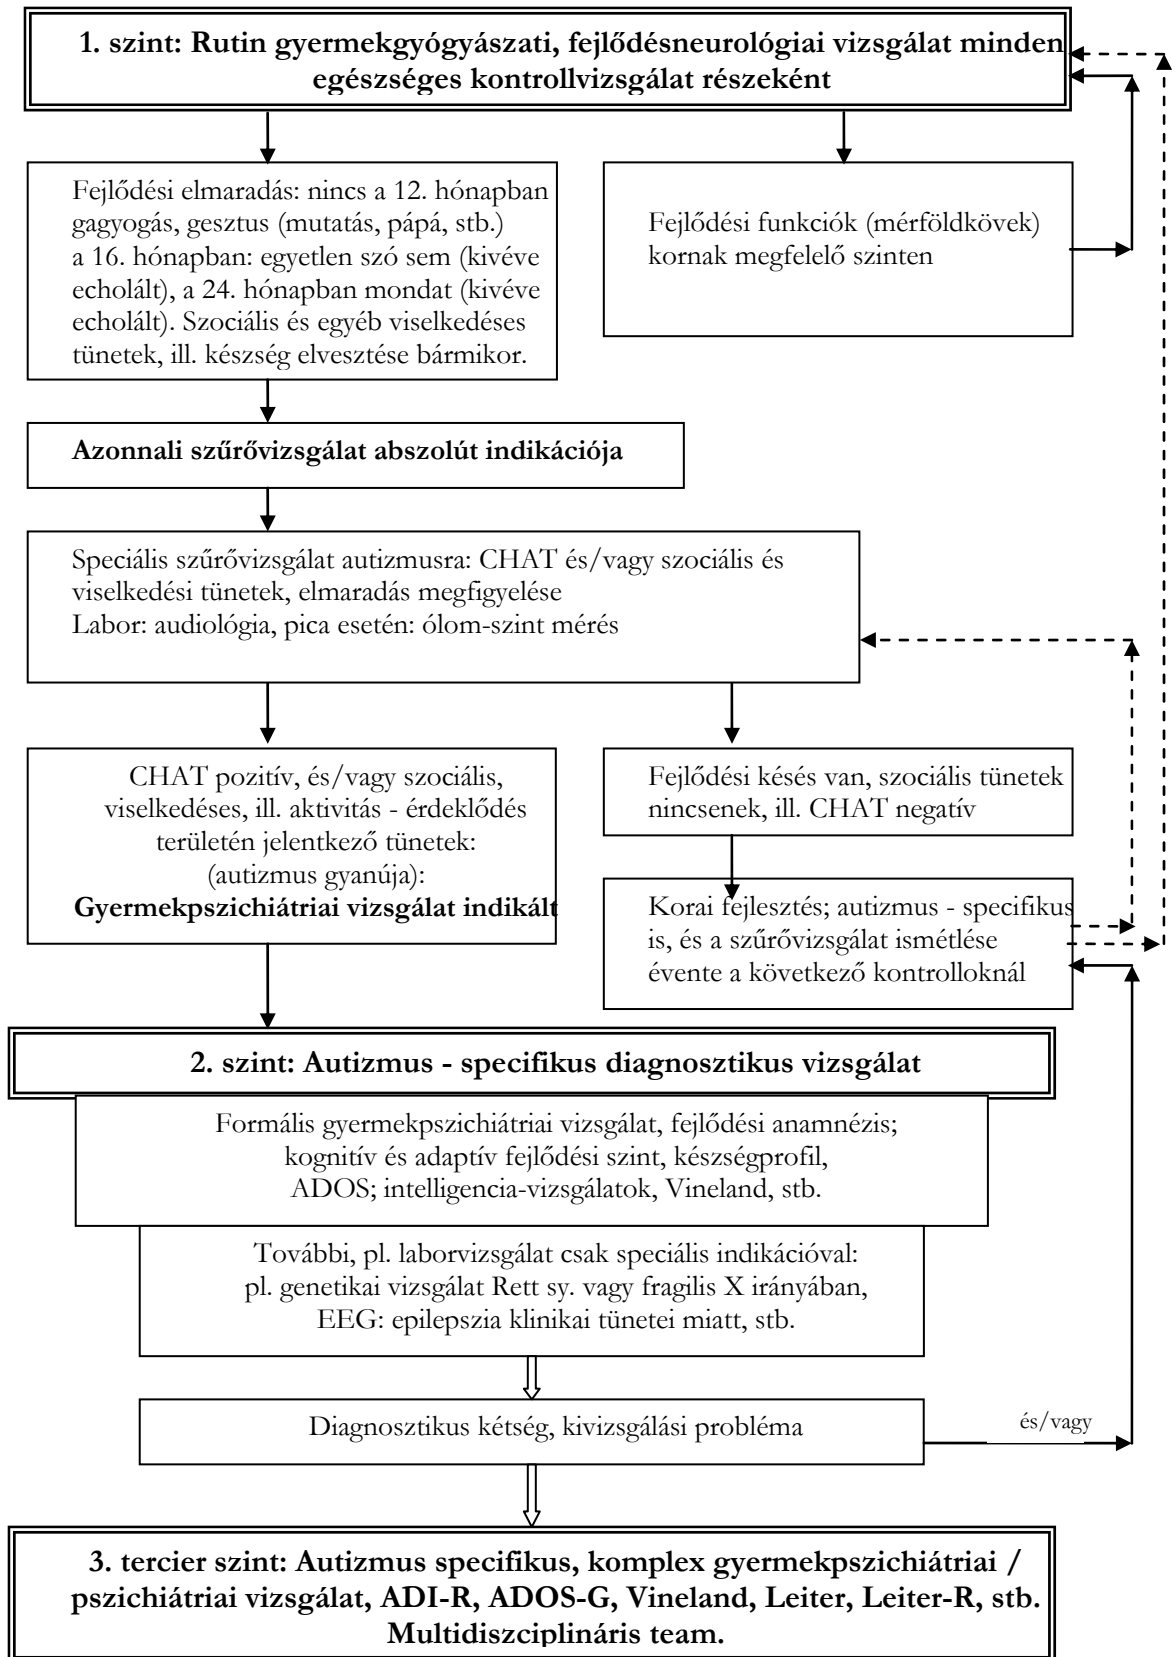 1. szint: Rutin gyermekgyógyászati, fejlődésneurológiai vizsgálat minden
egészséges kontrollvizsgálat részeként
Fejlődési elmaradás: nincs a 12. hónapban
gagyogás, gesztus (mutatás, pápá, stb.)
a 16. hónapban: egyetlen szó sem (kivéve
echolált), a 24. hónapban mondat (kivéve
echolált). Szociális és egyéb viselkedéses
tünetek, ill. készség elvesztése bármikor.
Fejlődési funkciók (mérföldkövek)
kornak megfelelő szinten
Azonnali szűrővizsgálat abszolút indikációja
Speciális szűrővizsgálat autizmusra: CHAT és/vagy szociális és
viselkedési tünetek, elmaradás megfigyelése
Labor: audiológia, pica esetén: ólom-szint mérés
CHAT pozitív, és/vagy szociális,
viselkedéses, ill. aktivitás - érdeklődés
területén jelentkező tünetek:
(autizmus gyanúja):
Gyermekpszichiátriai vizsgálat indikált
Fejlődési késés van, szociális tünetek
nincsenek, ill. CHAT negatív
Korai fejlesztés; autizmus - specifikus
is, és a szűrővizsgálat ismétlése
évente a következő kontrolloknál
2. szint: Autizmus - specifikus diagnosztikus vizsgálat
Formális gyermekpszichiátriai vizsgálat, fejlődési anamnézis;
kognitív és adaptív fejlődési szint, készségprofil,
ADOS; intelligencia-vizsgálatok, Vineland, stb.
További, pl. laborvizsgálat csak speciális indikációval:
pl. genetikai vizsgálat Rett sy. vagy fragilis X irányában,
EEG: epilepszia klinikai tünetei miatt, stb.
Diagnosztikus kétség, kivizsgálási probléma
és/vagy
3. tercier szint: Autizmus specifikus, komplex gyermekpszichiátriai /
pszichiátriai vizsgálat, ADI-R, ADOS-G, Vineland, Leiter, Leiter-R, stb.
Multidiszciplináris team.